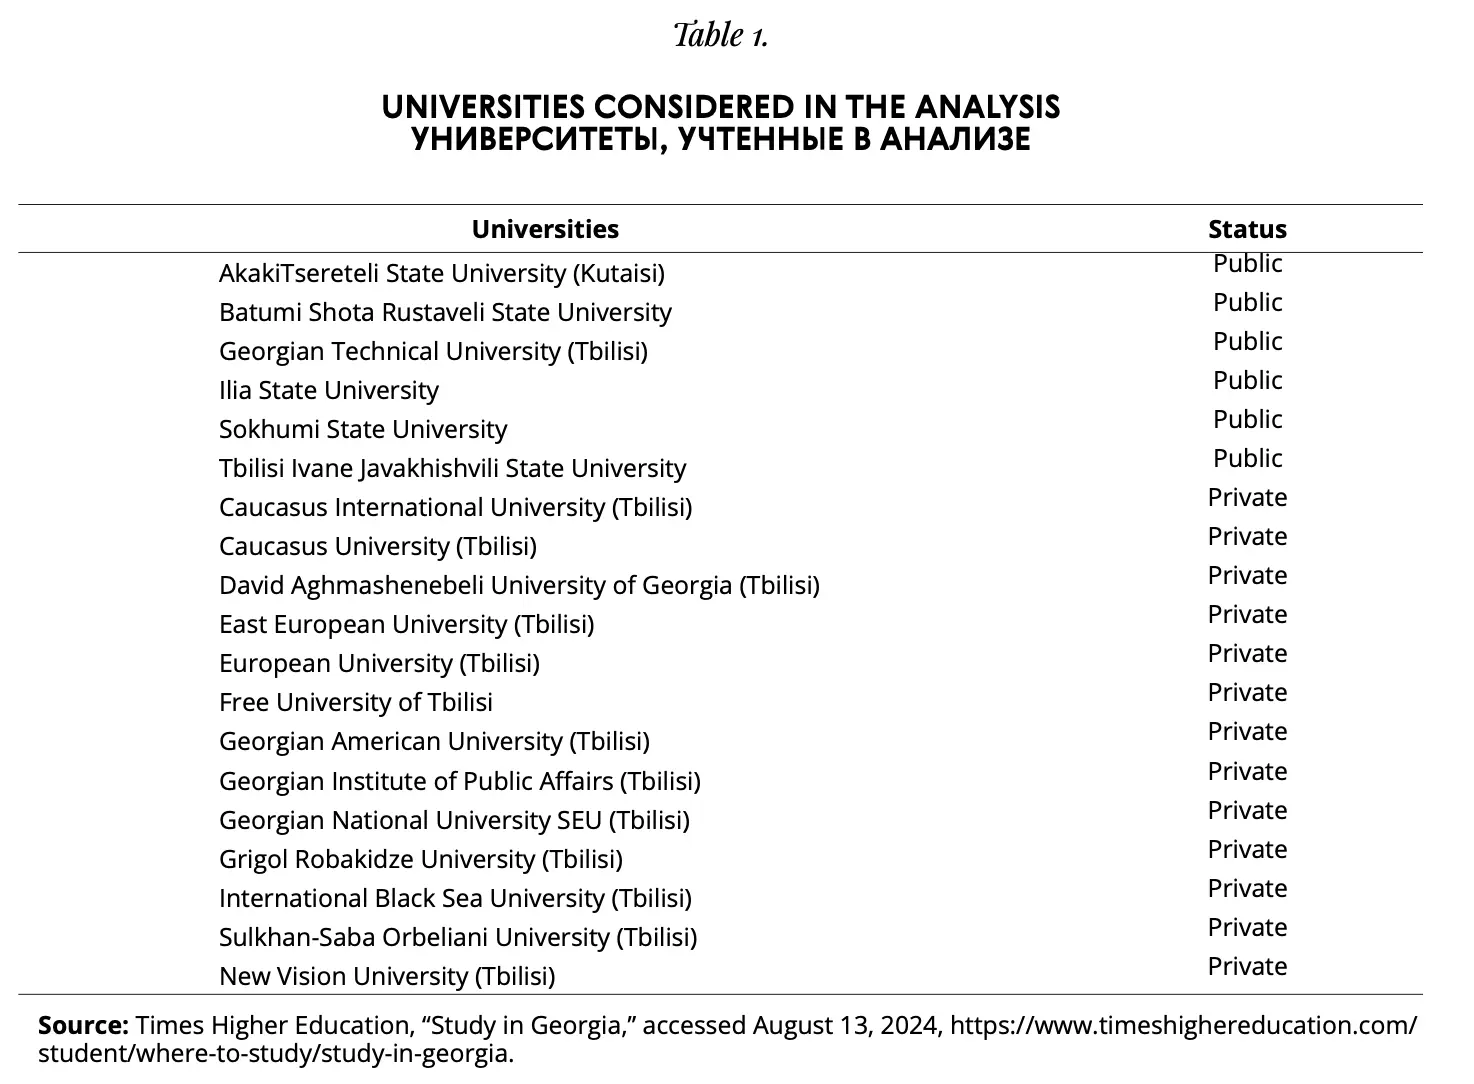 Table 1.
UNIVERSITIES CONSIDERED IN THE ANALYSIS
УНИВЕРСИТЕТЫ, УЧТЕННЫЕ В АНАЛИЗЕ
Universities Status
AkakiTsereteli State University (Kutaisi) Public
Batumi Shota Rustaveli State University Public
Georgian Technical University (Tbilisi) Public
Ilia State University Public
Sokhumi State University Public
Tbilisi Ivane Javakhishvili State University Public
Caucasus International University (Tbilisi) Private
Caucasus University (Tbilisi) Private
David Aghmashenebeli University of Georgia (Tbilisi) Private
East European University (Tbilisi) Private
European University (Tbilisi) Private
Free University of Tbilisi Private
Georgian American University (Tbilisi) Private
Georgian Institute of Public Affairs (Tbilisi) Private
Georgian National University SEU (Tbilisi) Private
Grigol Robakidze University (Tbilisi) Private
International Black Sea University (Tbilisi) Private
Sulkhan-Saba Orbeliani University (Tbilisi) Private
New Vision University (Tbilisi) Private
Source: Times Higher Education, “Study in Georgia,” accessed August 13, 2024, https://www.timeshighereducation.com/
student/where-to-study/study-in-georgia.